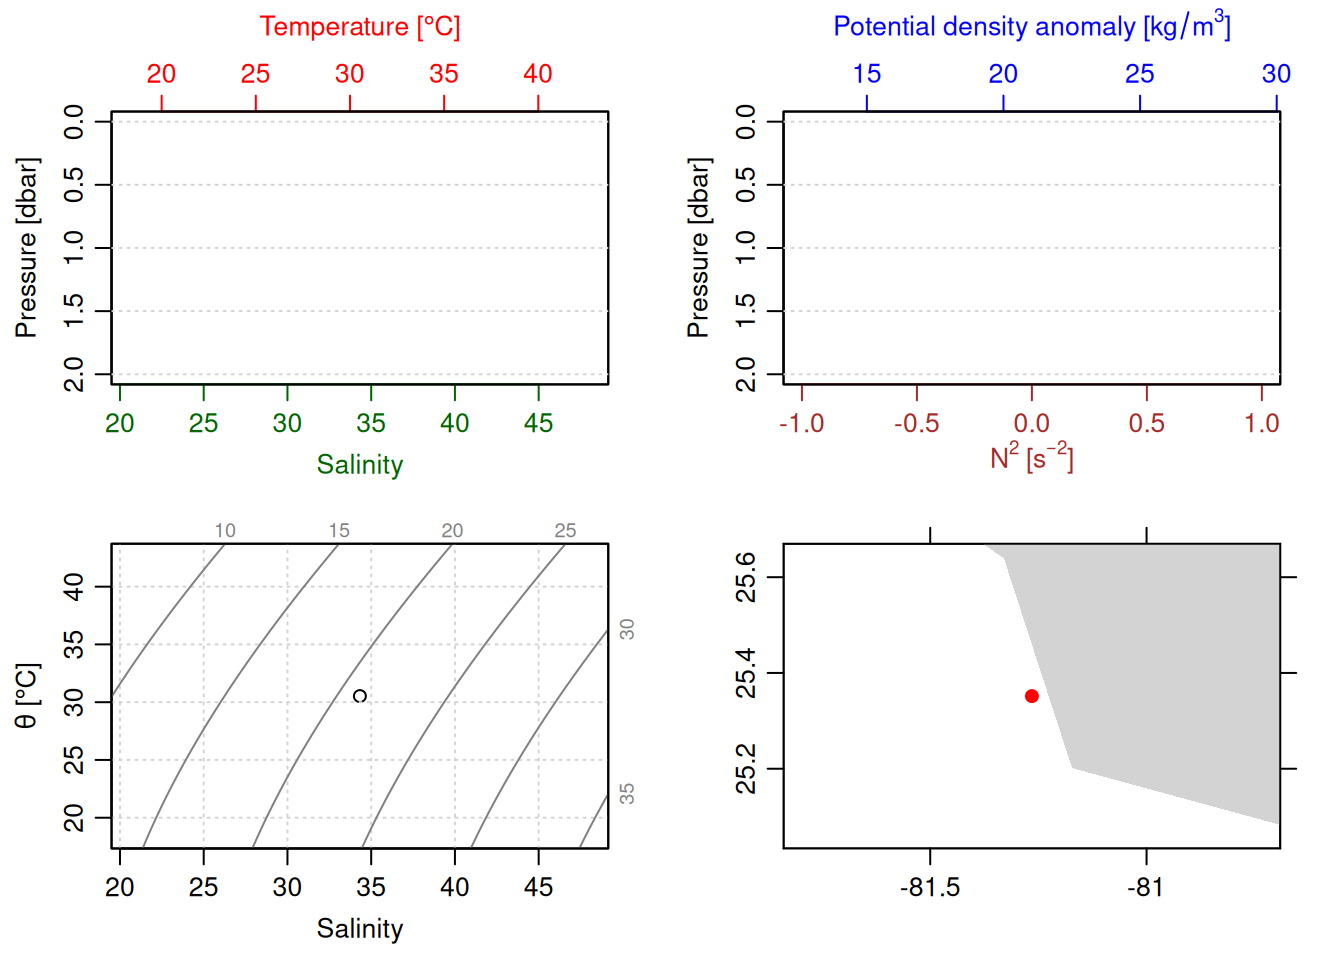 Temperature [°C]
20 25 30 35 40
0.0
0.5
1.0
1.5
2.0
Pressure [dbar]
20 25 30 35 40 45
Salinity
Potential density anomaly [kg/m³]
15 20 25 30
0.0
0.5
1.0
1.5
2.0
Pressure [dbar]
-1.0 -0.5 0.0 0.5 1.0
N² [s⁻²]
10 15 20 25
30
35
40
35
30
25
20
θ [°C]
20 25 30 35 40 45
Salinity
25.6
25.4
25.2
-81.5 -81